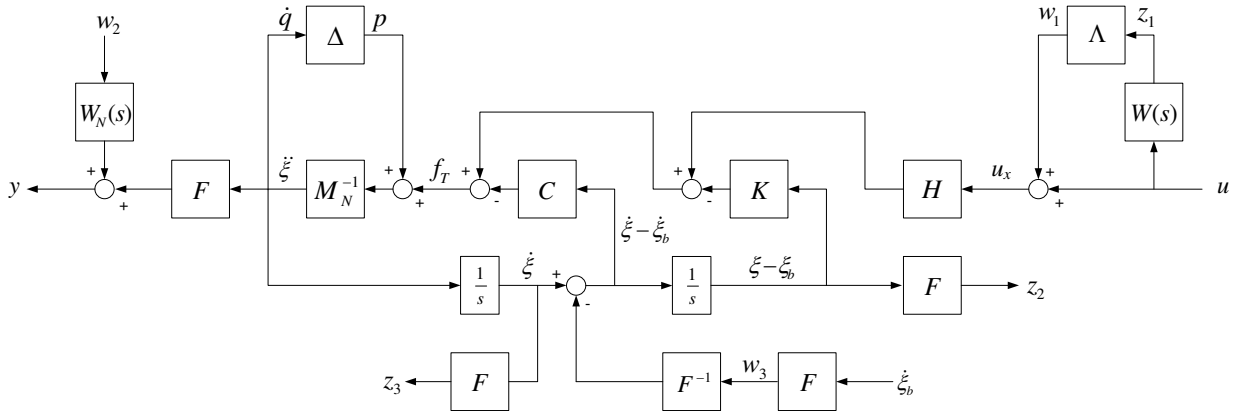 w₂ q̇ Δ p w₁ Λ z₁
W_N(s) W(s)
+ + + - +
y + F ξ̈ M_N⁻¹ + + f_T + - C + - K H u_x + + u
ξ̇ − ξ̇_b
1/s ξ̇ + - 1/s ξ − ξ_b F z₂
z₃ F F⁻¹ w₃ F ξ̇_b